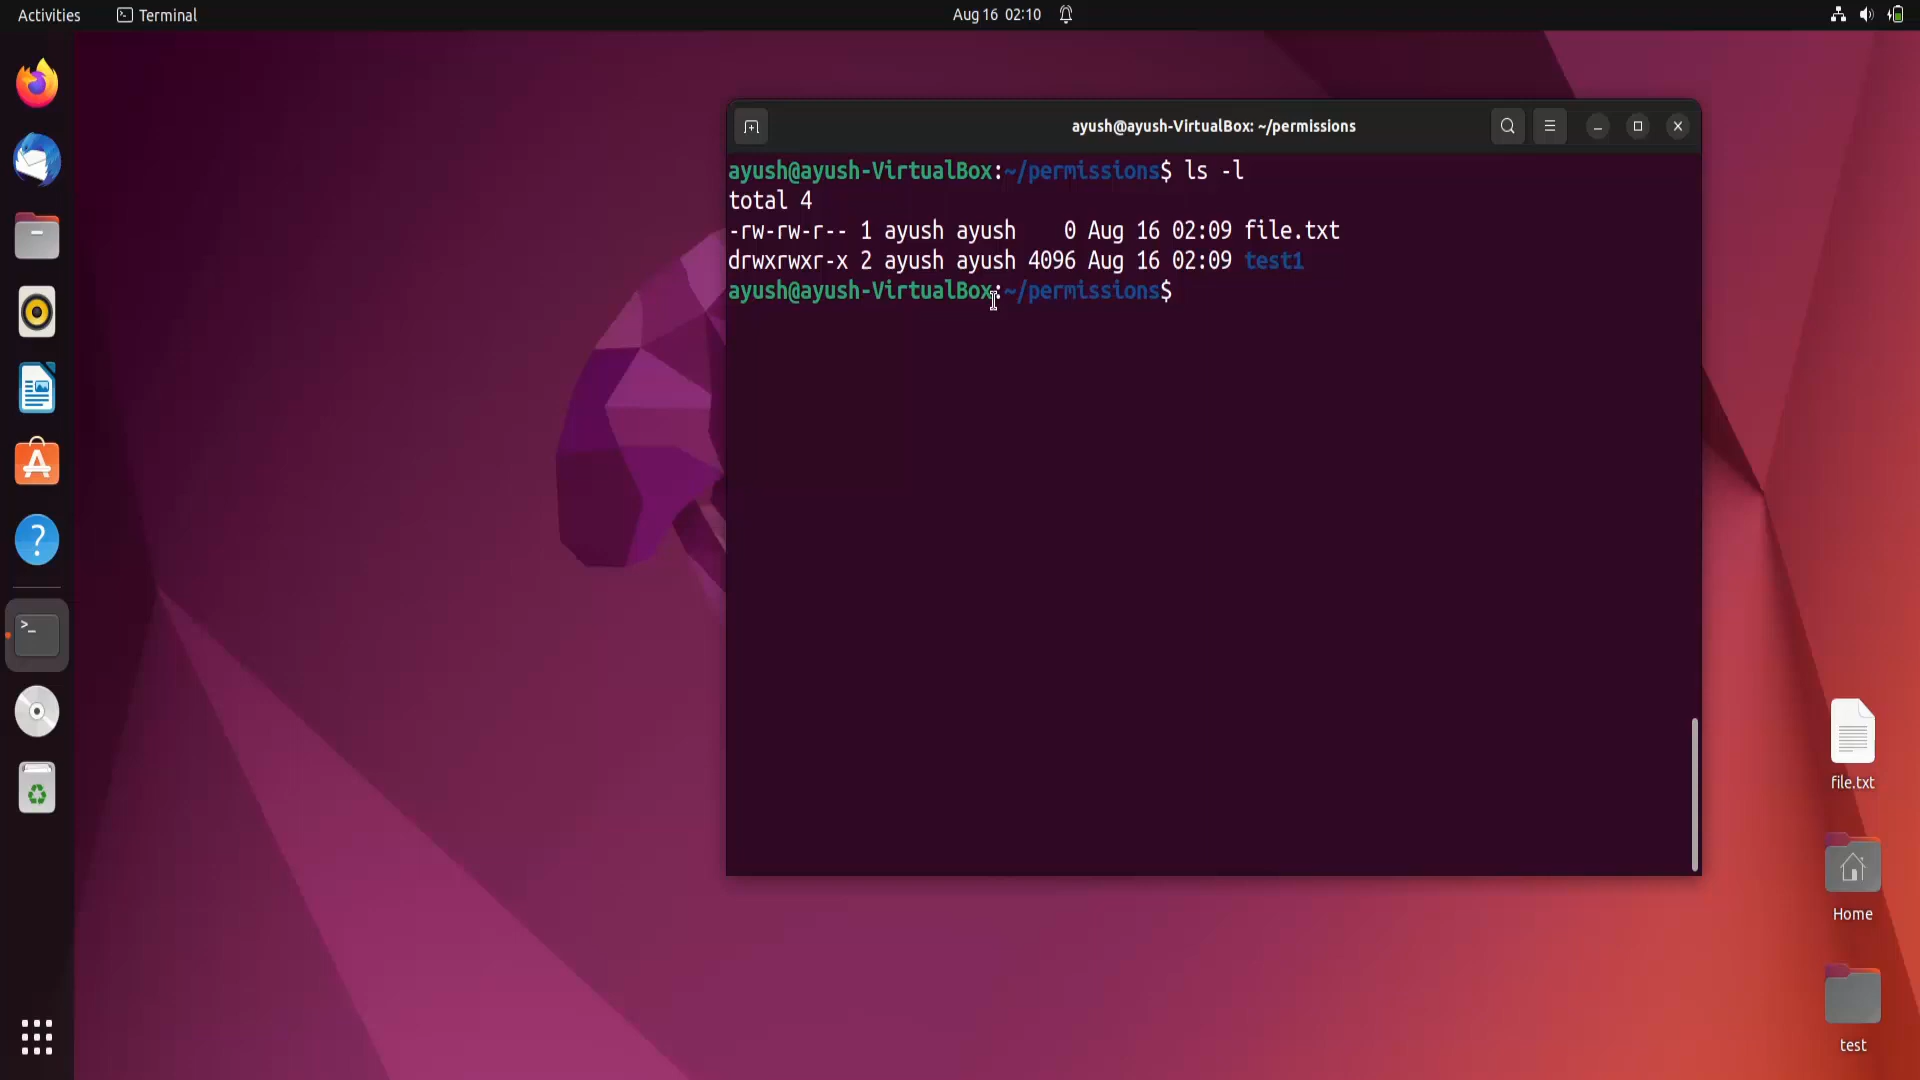 Activities Terminal Aug 16 02:10
ayush@ayush-VirtualBox: ~/permissions
ayush@ayush-VirtualBox:~/permissions$ ls -l
total 4
-rw-rw-r-- 1 ayush ayush    0 Aug 16 02:09 file.txt
drwxrwxr-x 2 ayush ayush 4096 Aug 16 02:09 test1
ayush@ayush-VirtualBox:~/permissions$
file.txt
Home
test